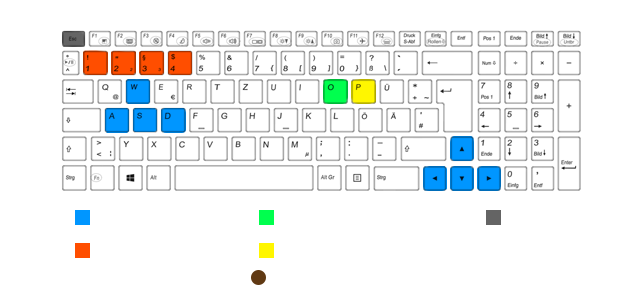 Esc F1 F2 F3 F4 F5 F6 F7 F8 F9 F10 F11 F12 Druck S-Abf Einfg Rollen Entf Pos 1 Ende Bild↑ Pause Bild↓ Untbr
! 1 " 2 § 3 $ 4 % 5 & 6 / 7 { ( 8 [ ) 9 ] = 0 } ? ß \ ` ´ ← Num ⇩ ÷ × −
Q @ W E € R T Z U I O P Ü * + ~ 7 Pos 1 8 ↑ 9 Bild↑ +
⇩ A S D F G H J K L Ö Ä ' # 4 ← 5 6 →
⇧ > < | Y X C V B N M µ ; , : . _ - ⇧ ▲ 1 Ende 2 ↓ 3 Bild↓ Enter
Strg Fn Alt Alt Gr Strg ◄ ▼ ► 0 Einfg , Entf